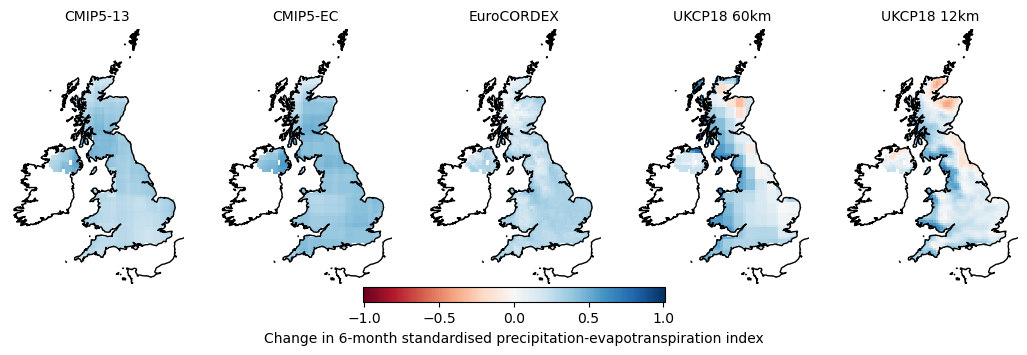 CMIP5-13
CMIP5-EC
EuroCORDEX
UKCP18 60km
UKCP18 12km
−1.0
−0.5
0.0
0.5
1.0
Change in 6-month standardised precipitation-evapotranspiration index